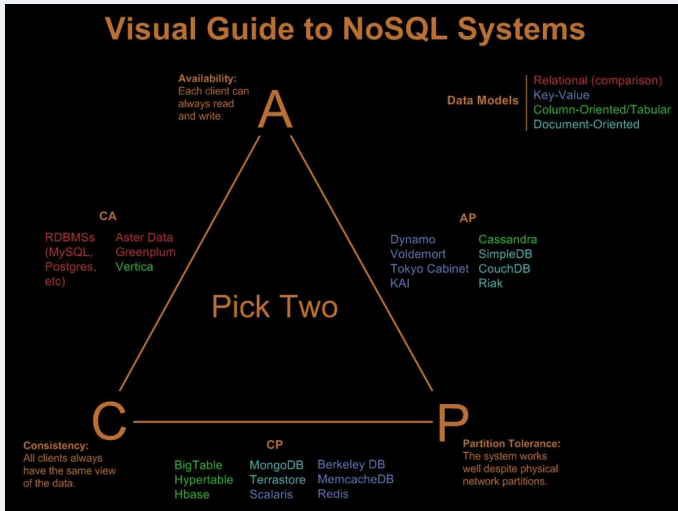 Visual Guide to NoSQL Systems
Availability:
Each client can
always read
and write.
A
Data Models
Relational (comparison)
Key-Value
Column-Oriented/Tabular
Document-Oriented
CA
RDBMSs
(MySQL,
Postgres,
etc)
Aster Data
Greenplum
Vertica
AP
Dynamo
Voldemort
Tokyo Cabinet
KAI
Cassandra
SimpleDB
CouchDB
Riak
Pick Two
C
P
Consistency:
All clients always
have the same view
of the data.
CP
BigTable
Hypertable
Hbase
MongoDB
Terrastore
Scalaris
Berkeley DB
MemcacheDB
Redis
Partition Tolerance:
The system works
well despite physical
network partitions.